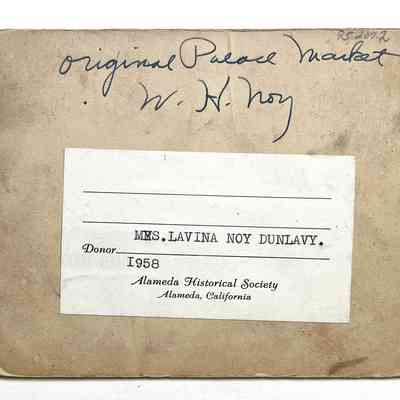 original Palace Market
W. H. Noy
MRS.LAVINA NOY DUNLAVY.
Donor
1958
Alameda Historical Society
Alameda, California